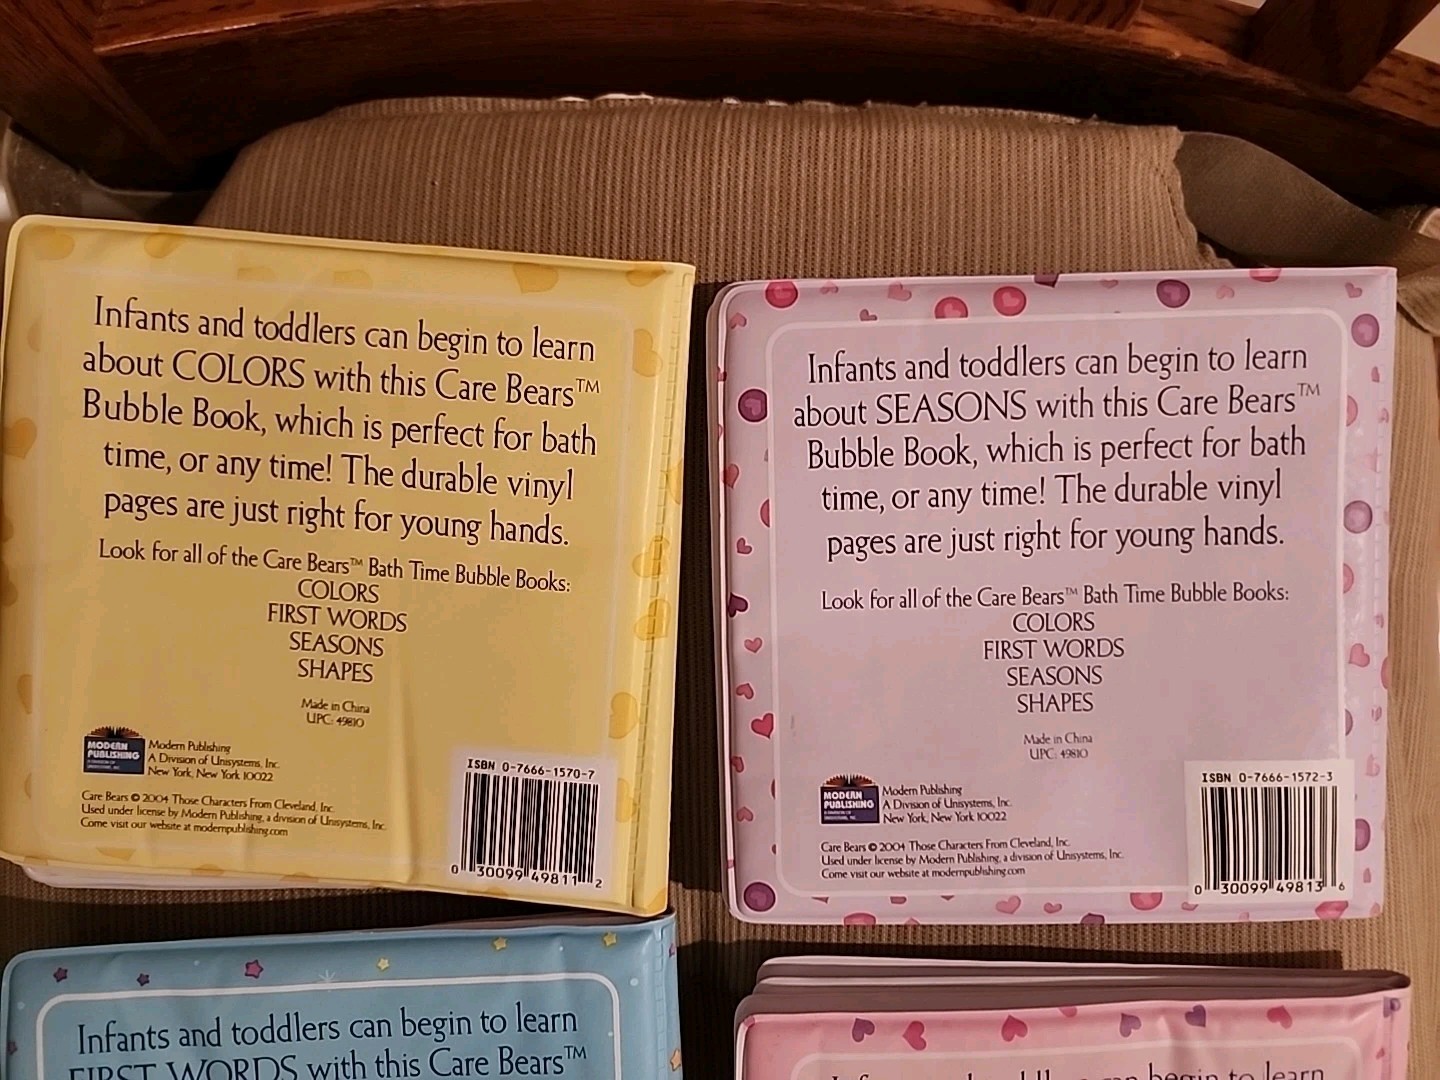 Infants and toddlers can begin to learn
about COLORS with this Care Bears™
Bubble Book, which is perfect for bath
time, or any time! The durable vinyl
pages are just right for young hands.
Look for all of the Care Bears™ Bath Time Bubble Books:
COLORS
FIRST WORDS
SEASONS
SHAPES
Made in China
UPC: 49810
MODERN
PUBLISHING
Modern Publishing
A Division of Unisystems, Inc.
New York, New York 10022
Care Bears © 2004 Those Characters From Cleveland, Inc.
Used under license by Modern Publishing, a division of Unisystems, Inc.
Come visit our website at modernpublishing.com
ISBN 0-7666-1570-7
0 30099 49811 2
Infants and toddlers can begin to learn
about SEASONS with this Care Bears™
Bubble Book, which is perfect for bath
time, or any time! The durable vinyl
pages are just right for young hands.
Look for all of the Care Bears™ Bath Time Bubble Books:
COLORS
FIRST WORDS
SEASONS
SHAPES
Made in China
UPC: 49810
MODERN
PUBLISHING
Modern Publishing
A Division of Unisystems, Inc.
New York, New York 10022
Care Bears © 2004 Those Characters From Cleveland, Inc.
Used under license by Modern Publishing, a division of Unisystems, Inc.
Come visit our website at modernpublishing.com
ISBN 0-7666-1572-3
0 30099 49813 6
Infants and toddlers can begin to learn
FIRST WORDS with this Care Bears™
begin to learn